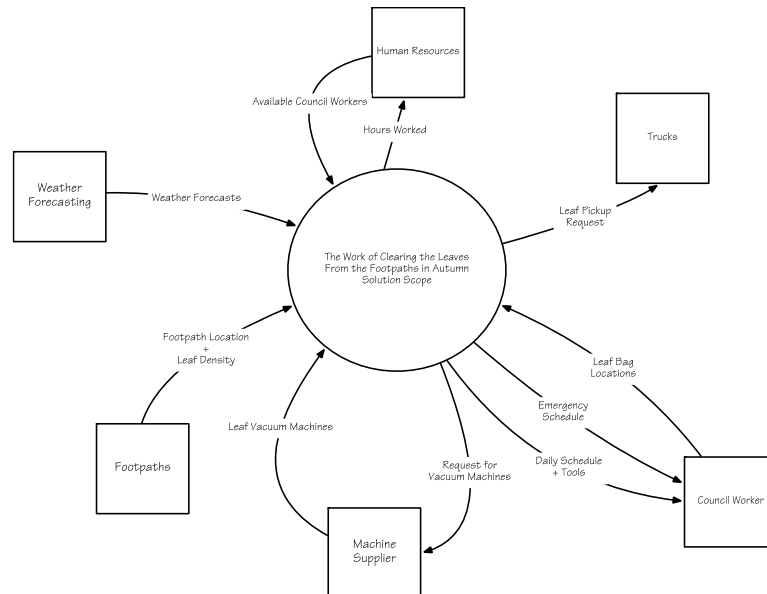 Human Resources
Available Council Workers
Hours Worked
Trucks
Weather
Forecasting
Weather Forecasts
Leaf Pickup
Request
The Work of Clearing the Leaves
From the Footpaths in Autumn
Solution Scope
Footpath Location
+
Leaf Density
Leaf Bag
Locations
Emergency
Schedule
Leaf Vacuum Machines
Footpaths
Request for
Vacuum Machines
Daily Schedule
+ Tools
Council Worker
Machine
Supplier